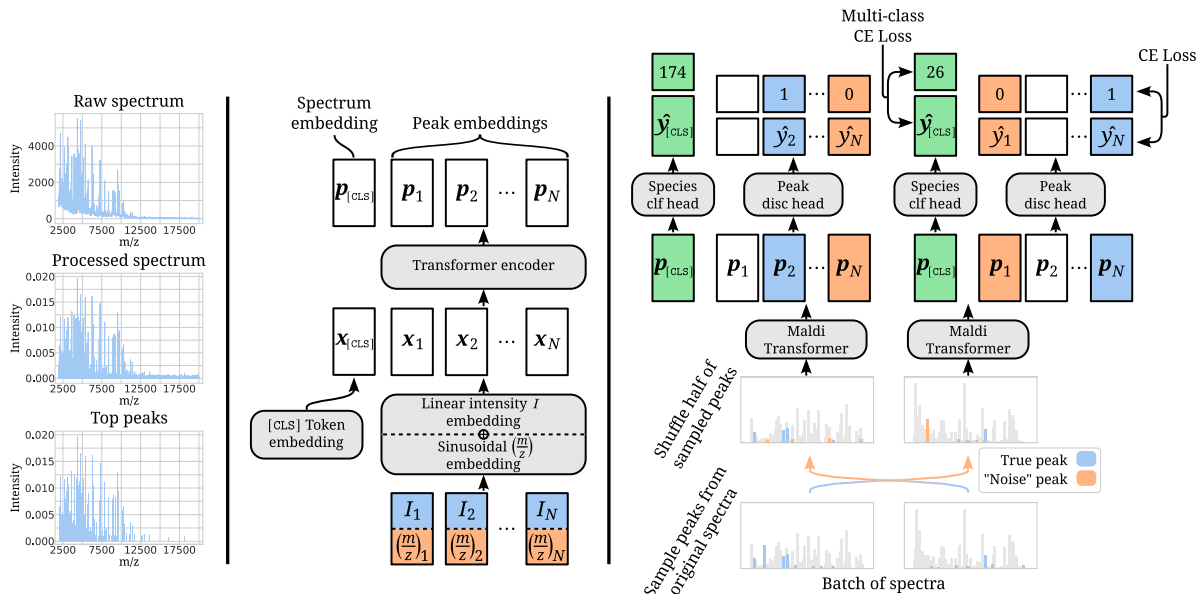 Raw spectrum
Intensity
4000
2000
0
2500 7500 12500 17500
m/z
Processed spectrum
Intensity
0.020
0.015
0.010
0.005
0.000
2500 7500 12500 17500
m/z
Top peaks
Intensity
0.020
0.015
0.010
0.005
0.000
2500 7500 12500 17500
m/z
Spectrum
embedding
Peak embeddings
p[CLS] p1 p2 ... pN
Transformer encoder
x[CLS] x1 x2 ... xN
[CLS] Token
embedding
Linear intensity I
embedding
⊕
Sinusoidal (m/z)
embedding
I1 I2 ... IN
(m/z)1 (m/z)2 (m/z)N
Multi-class
CE Loss
CE Loss
174 1 ... 0 26 0 ... 1
ŷ[CLS] ŷ2 ... ŷN ŷ[CLS] ŷ1 ... ŷN
Species
clf head
Peak
disc head
Species
clf head
Peak
disc head
p[CLS] p1 p2 ... pN p[CLS] p1 p2 ... pN
Maldi
Transformer
Maldi
Transformer
Shuffle half of
sampled peaks
True peak
"Noise" peak
Sample peaks from
original spectra
Batch of spectra